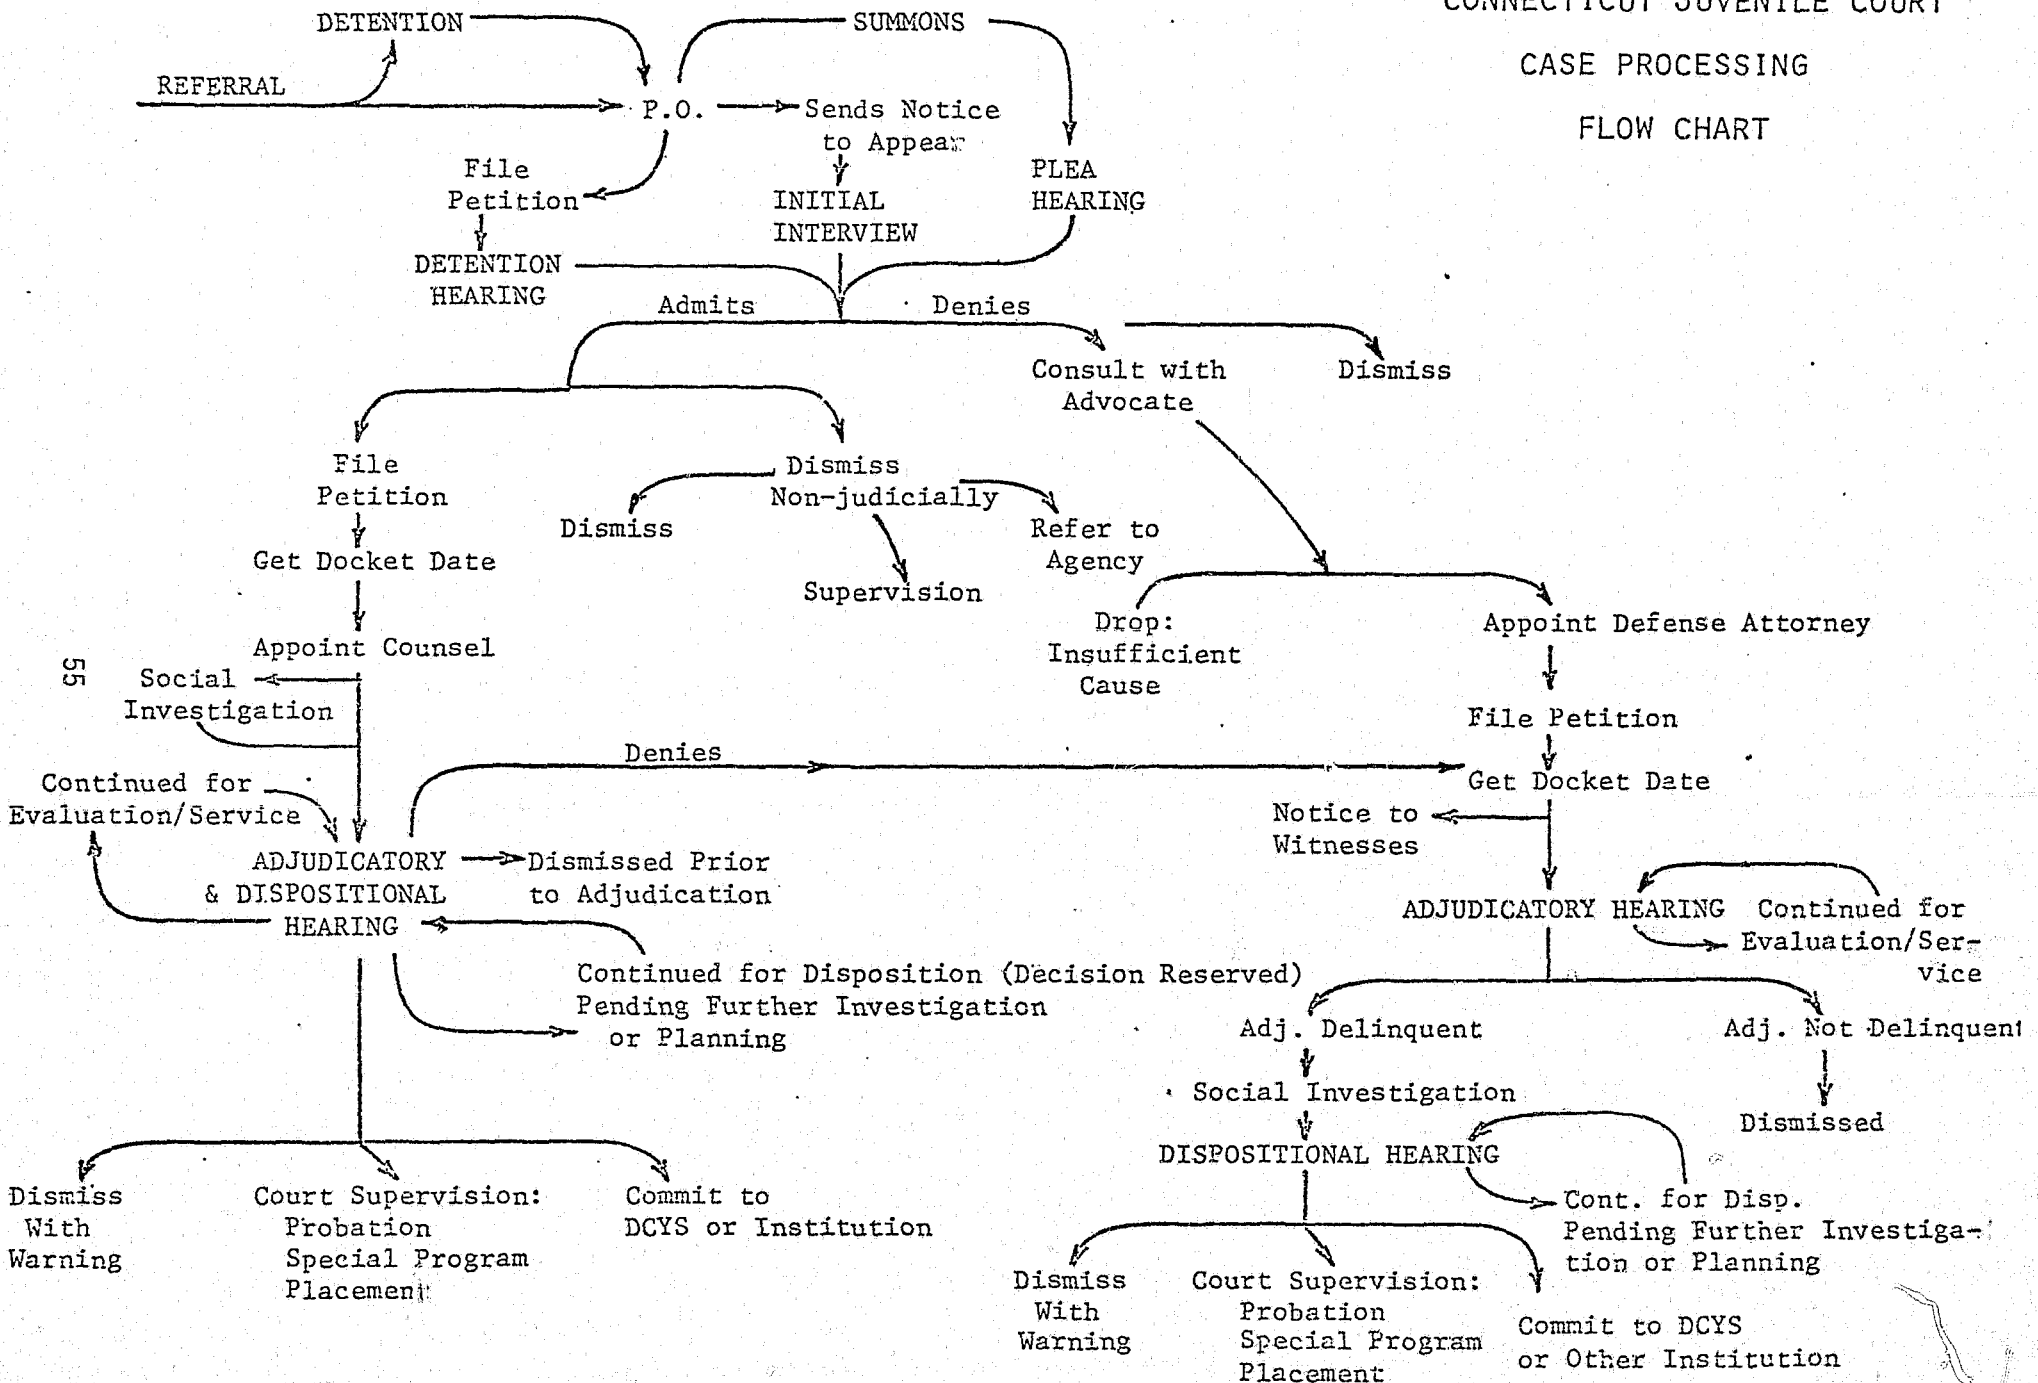 CONNECTICUT JUVENILE COURT
CASE PROCESSING
FLOW CHART
DETENTION
SUMMONS
REFERRAL
P.O.
Sends Notice
to Appear
File
Petition
INITIAL
INTERVIEW
PLEA
HEARING
DETENTION
HEARING
Admits
Denies
Consult with
Advocate
Dismiss
File
Petition
Dismiss
Non-judicially
Dismiss
Refer to
Agency
Supervision
Get Docket Date
Appoint Counsel
Drop:
Insufficient
Cause
Appoint Defense Attorney
55
Social
Investigation
File Petition
Denies
Get Docket Date
Continued for
Evaluation/Service
Notice to
Witnesses
ADJUDICATORY
& DISPOSITIONAL
HEARING
Dismissed Prior
to Adjudication
ADJUDICATORY HEARING
Continued for
Evaluation/Ser-
vice
Continued for Disposition (Decision Reserved)
Pending Further Investigation
or Planning
Adj. Delinquent
Adj. Not Delinquent
Social Investigation
Dismissed
DISPOSITIONAL HEARING
Dismiss
With
Warning
Court Supervision:
Probation
Special Program
Placement
Commit to
DCYS or Institution
Cont. for Disp.
Pending Further Investiga-
tion or Planning
Dismiss
With
Warning
Court Supervision:
Probation
Special Program
Placement
Commit to DCYS
or Other Institution